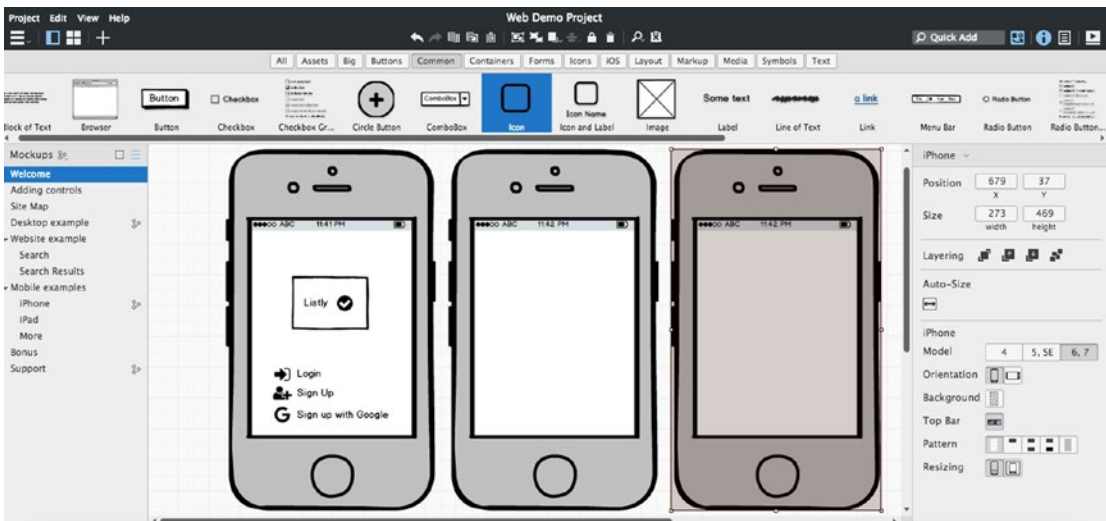 Project Edit View Help
Web Demo Project
Quick Add
All Assets Big Buttons Common Containers Forms Icons iOS Layout Markup Media Symbols Text
Button Checkbox ComboBox Icon Name Some text a link Radio Button
lock of Text Browser Button Checkbox Checkbox Gr... Circle Button ComboBox Icon Icon and Label Image Label Line of Text Link Menu Bar Radio Button Radio Button...
Mockups
Welcome
Adding controls
Site Map
Desktop example
Website example
Search
Search Results
Mobile examples
iPhone
iPad
More
Bonus
Support
ABC 11:41 PM
Listly
Login
Sign Up
G Sign up with Google
ABC 11:42 PM
ABC 11:42 PM
iPhone
Position 679 37
X Y
Size 273 469
width height
Layering
Auto-Size
iPhone
Model 4 5, SE 6, 7
Orientation
Background
Top Bar
Pattern
Resizing